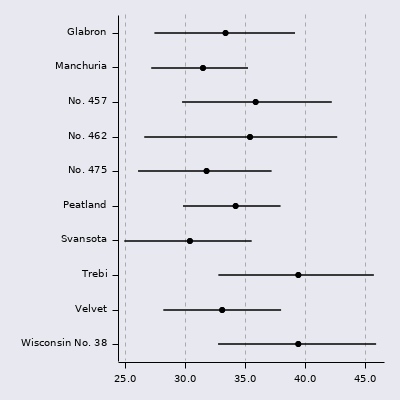 Glabron
Manchuria
No. 457
No. 462
No. 475
Peatland
Svansota
Trebi
Velvet
Wisconsin No. 38
25.0 30.0 35.0 40.0 45.0